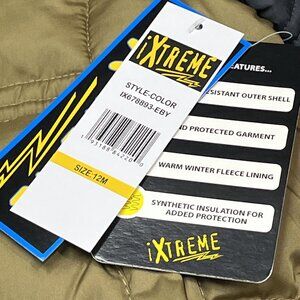 iXTREME
STYLE-COLOR
IX678893-EBY
SIZE:12M
FEATURES...
RESISTANT OUTER SHELL
PROTECTED GARMENT
WARM WINTER FLEECE LINING
SYNTHETIC INSULATION FOR
ADDED PROTECTION
iXTREME